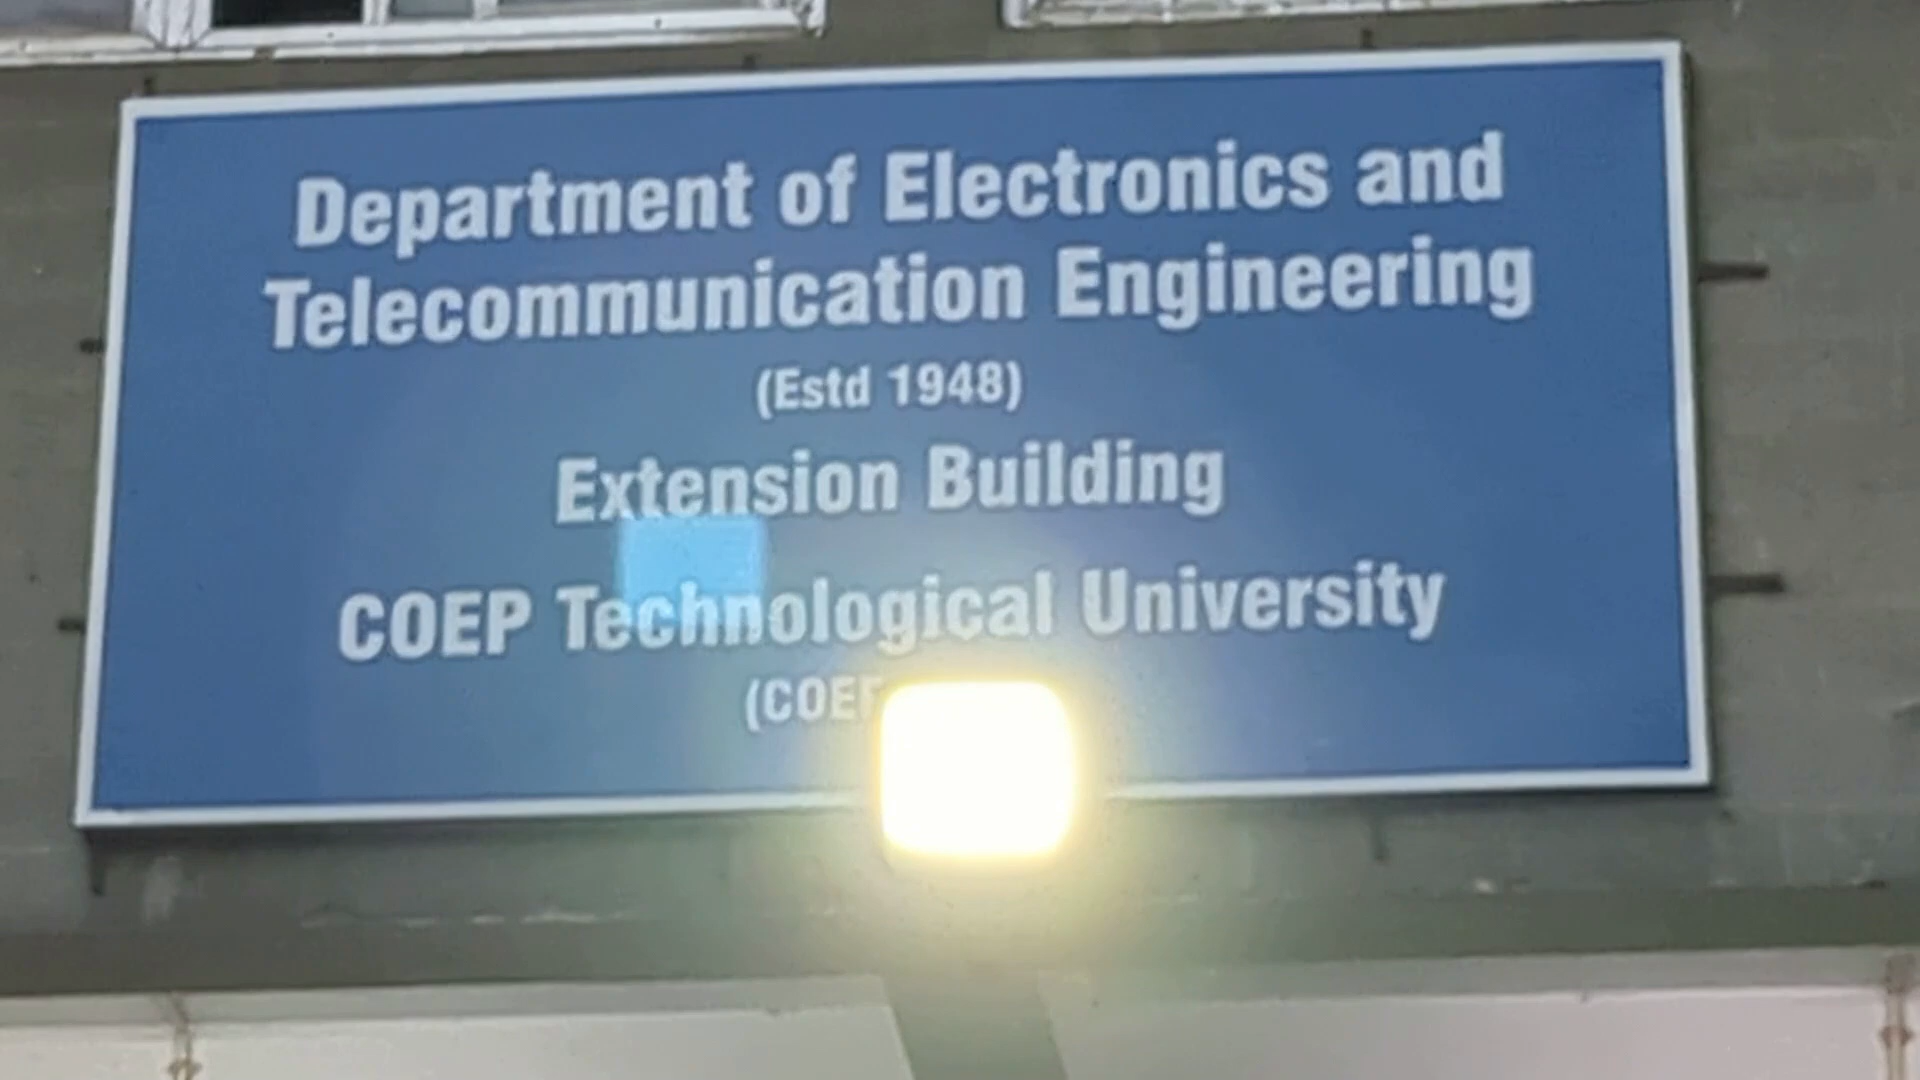 Department of Electronics and
Telecommunication Engineering
(Estd 1948)
Extension Building
COEP Technological University